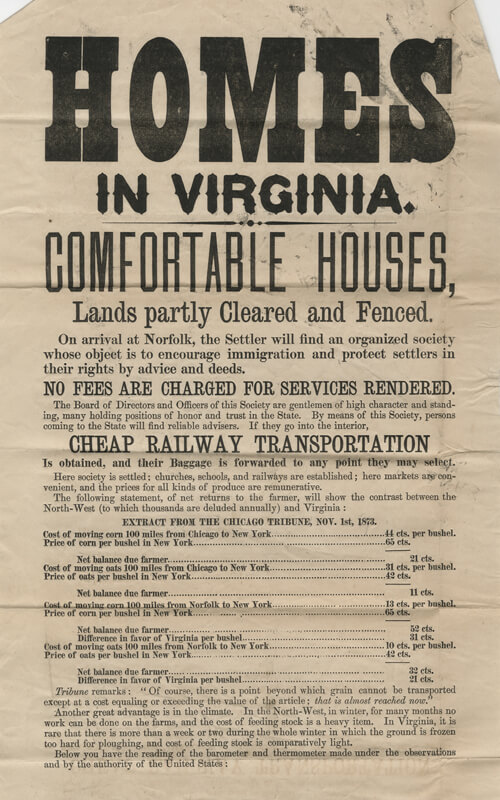 HOMES
IN VIRGINIA.
COMFORTABLE HOUSES,
Lands partly Cleared and Fenced.
On arrival at Norfolk, the Settler will find an organized society
whose object is to encourage immigration and protect settlers in
their rights by advice and deeds.
NO FEES ARE CHARGED FOR SERVICES RENDERED.
The Board of Directors and Officers of this Society are gentlemen of high character and stand-
ing, many holding positions of honor and trust in the State. By means of this Society, persons
coming to the State will find reliable advisers. If they go into the interior,
CHEAP RAILWAY TRANSPORTATION
Is obtained, and their Baggage is forwarded to any point they may select.
Here society is settled; churches, schools, and railways are established; here markets are con-
venient, and the prices for all kinds of produce are remunerative.
The following statement, of net returns to the farmer, will show the contrast between the
North-West (to which thousands are deluded annually) and Virginia:
EXTRACT FROM THE CHICAGO TRIBUNE, NOV. 1st, 1873.
Cost of moving corn 100 miles from Chicago to New York....44 cts. per bushel.
Price of corn per bushel in New York....65 cts.
Net balance due farmer....21 cts.
Cost of moving oats 100 miles from Chicago to New York....31 cts. per bushel.
Price of oats per bushel in New York....42 cts.
Net balance due farmer....11 cts.
Cost of moving corn 100 miles from Norfolk to New York....13 cts. per bushel.
Price of corn per bushel in New York....65 cts.
Net balance due farmer....52 cts.
Difference in favor of Virginia per bushel....31 cts.
Cost of moving oats 100 miles from Norfolk to New York....10 cts. per bushel.
Price of oats per bushel in New York....42 cts.
Net balance due farmer....32 cts.
Difference in favor of Virginia per bushel....21 cts.
Tribune remarks: "Of course, there is a point beyond which grain cannot be transported
except at a cost equaling or exceeding the value of the article: that is almost reached now."
Another great advantage is in the climate. In the North-West, in winter, for many months no
work can be done on the farms, and the cost of feeding stock is a heavy item. In Virginia, it is
rare that there is more than a week or two during the whole winter in which the ground is frozen
too hard for ploughing, and cost of feeding stock is comparatively light.
Below you have the reading of the barometer and thermometer made under the observations
and by the authority of the United States: